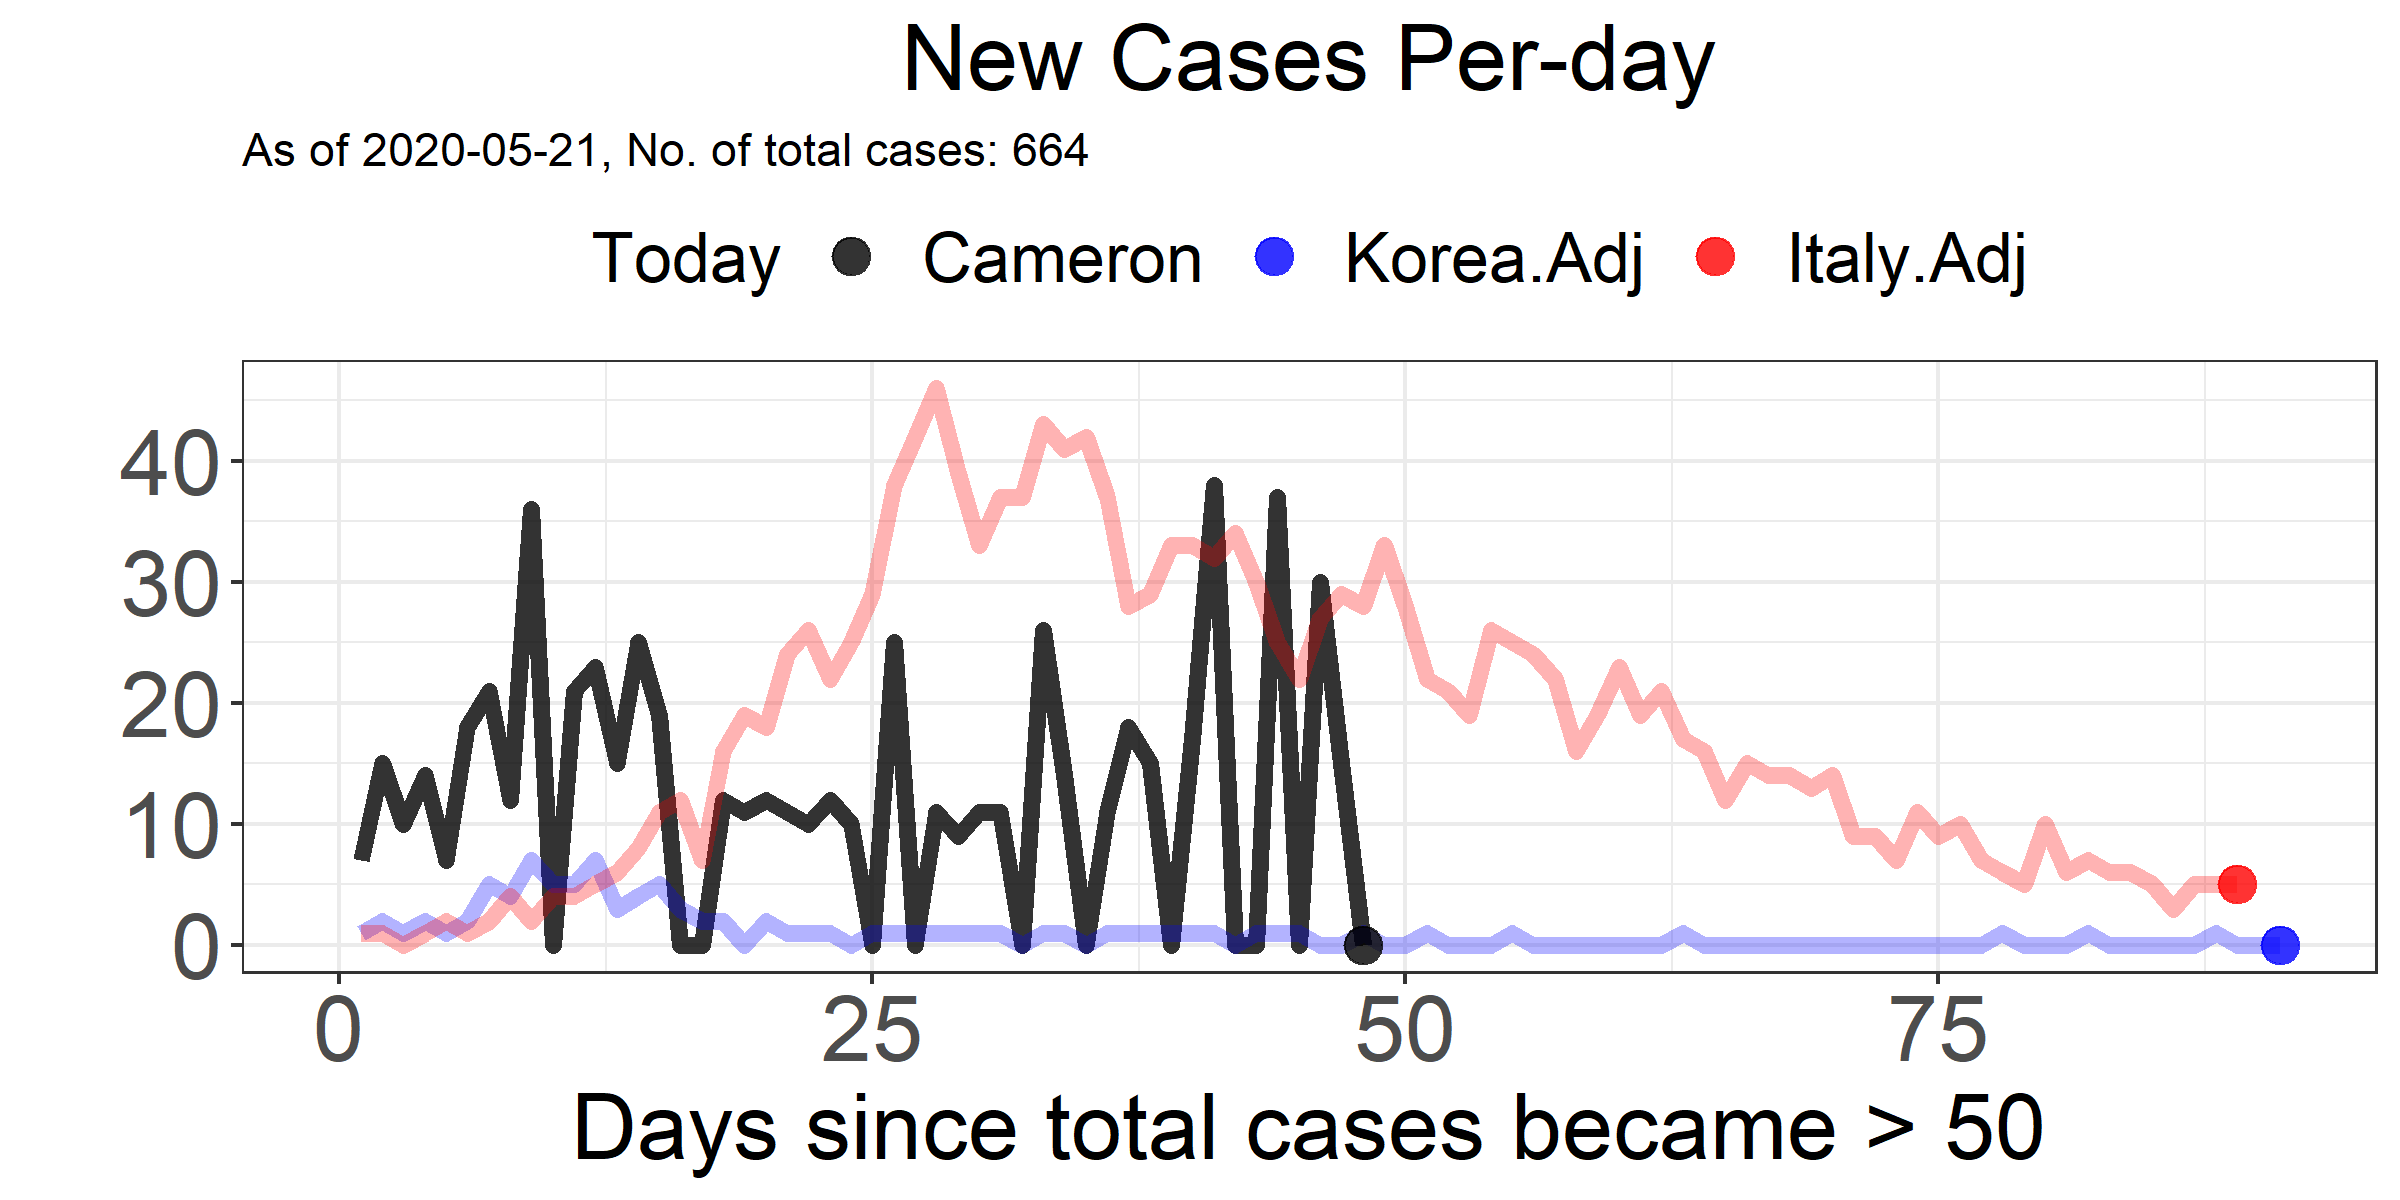 New Cases Per-day
As of 2020-05-21, No. of total cases: 664
Today Cameron Korea.Adj Italy.Adj
40
30
20
10
0
0 25 50 75
Days since total cases became > 50